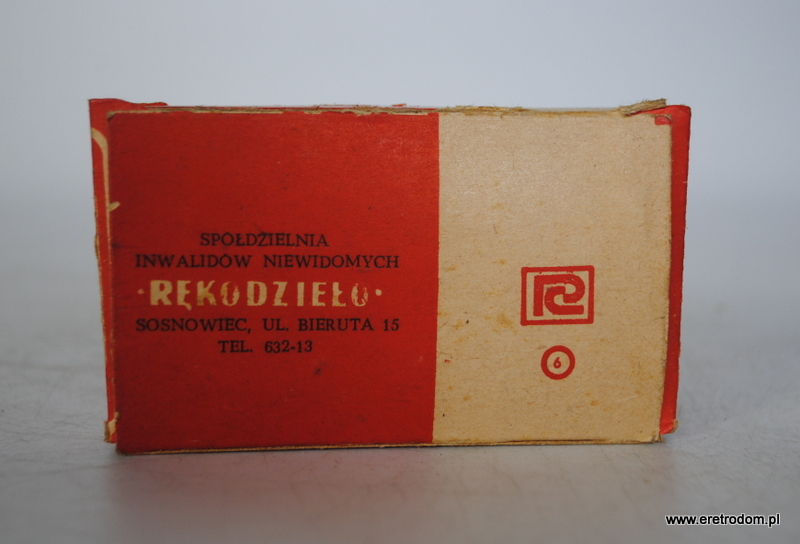 SPÓŁDZIELNIA
INWALIDÓW NIEWIDOMYCH
·RĘKODZIEŁO·
SOSNOWIEC, UL. BIERUTA 15
TEL. 632-13
6
www.eretrodom.pl